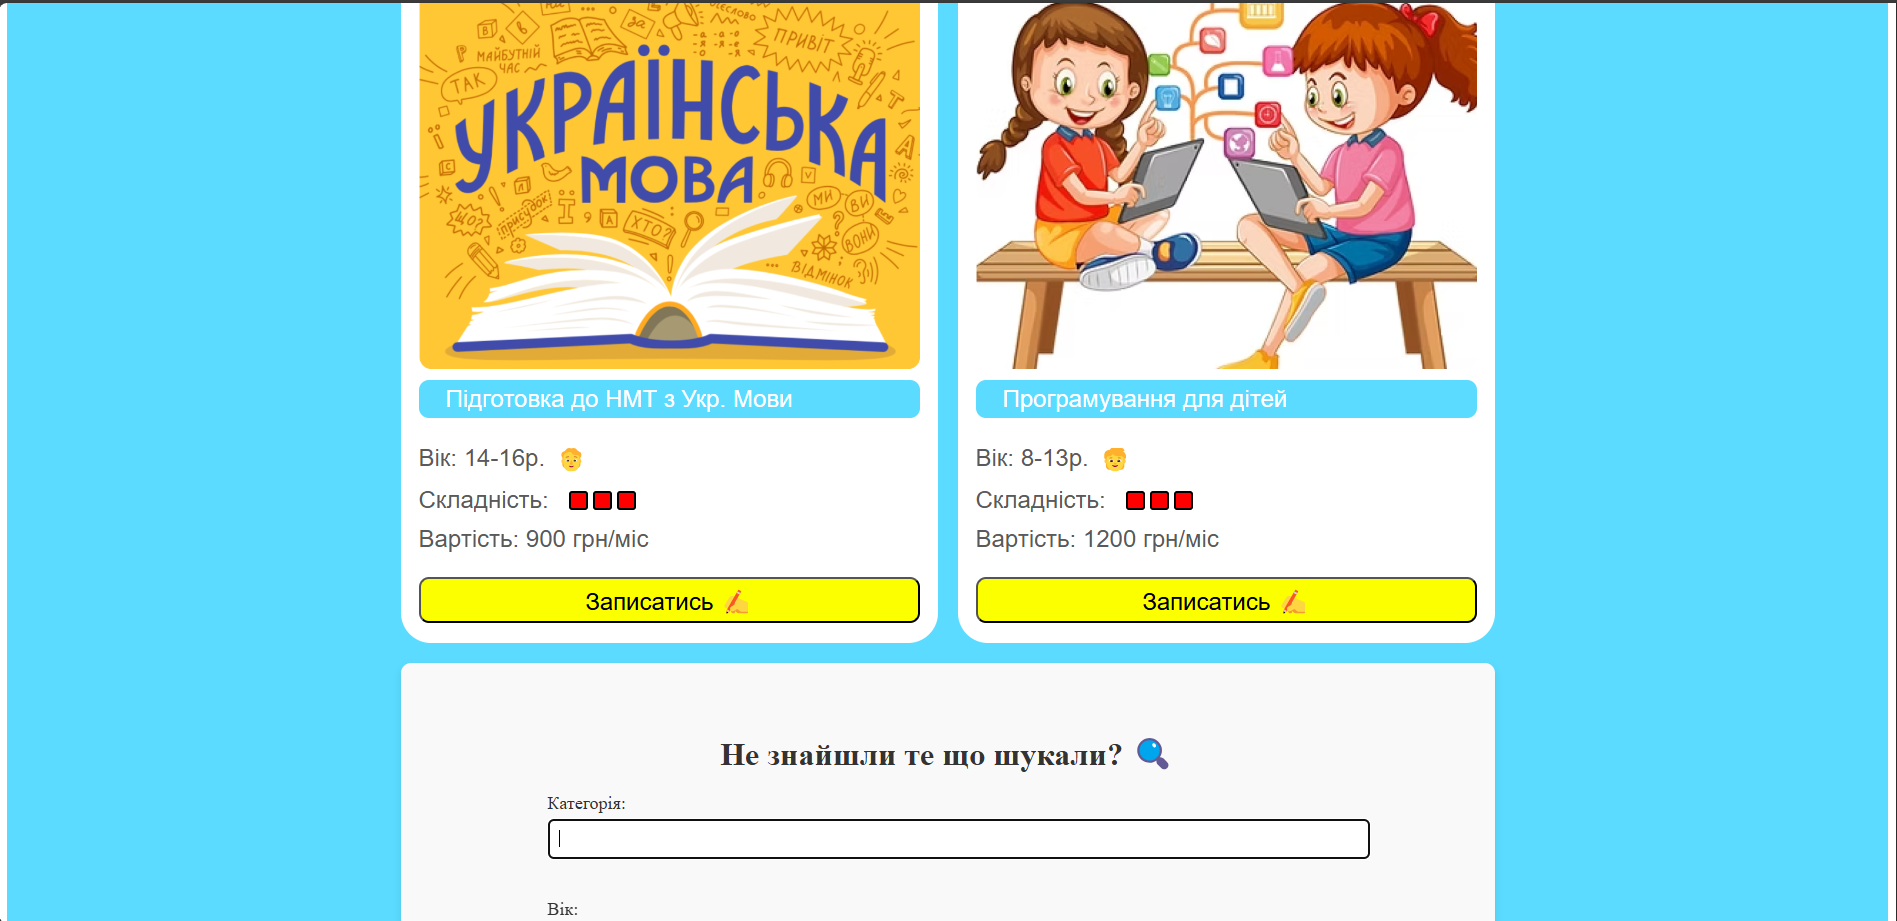 ДІЄСЛОВО
ПРИВІТ
МАЙБУТНІЙ
ЧАС
ТАК
УКРАЇНСЬКА
МОВА
ЩО?
присудок!
ХТО?
МИ
ВИ
ВОНИ
ВІДМІНОК
Підготовка до НМТ з Укр. Мови
Вік: 14-16р.
Складність:
Вартість: 900 грн/міс
Записатись
Програмування для дітей
Вік: 8-13р.
Складність:
Вартість: 1200 грн/міс
Записатись
Не знайшли те що шукали?
Категорія:
Вік: